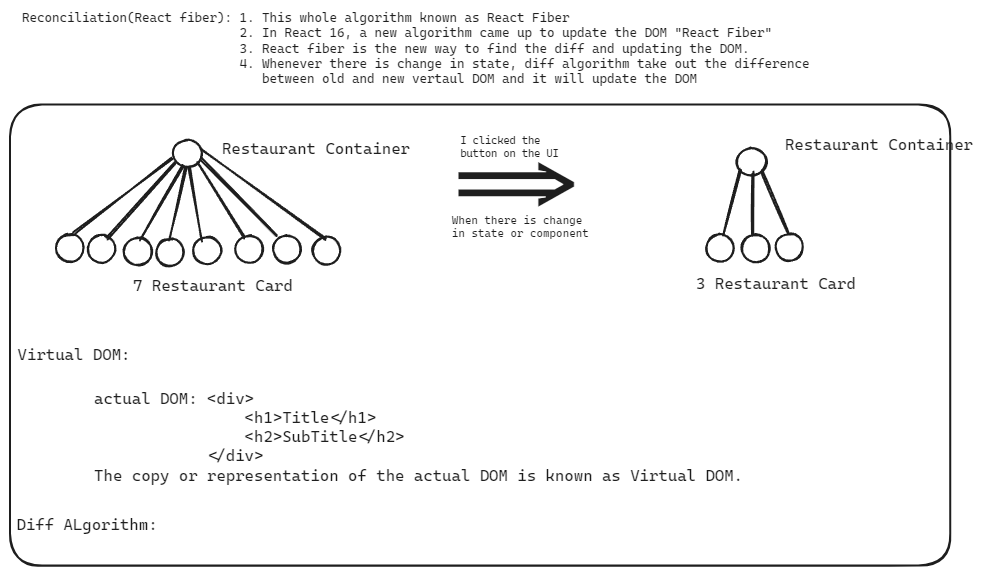 Reconciliation(React fiber): 1. This whole algorithm known as React Fiber
2. In React 16, a new algorithm came up to update the DOM "React Fiber"
3. React fiber is the new way to find the diff and updating the DOM.
4. Whenever there is change in state, diff algorithm take out the difference
between old and new vertaul DOM and it will update the DOM
Restaurant Container
I clicked the
button on the UI
Restaurant Container
When there is change
in state or component
7 Restaurant Card
3 Restaurant Card
Virtual DOM:
actual DOM: <div>
<h1>Title</h1>
<h2>SubTitle</h2>
</div>
The copy or representation of the actual DOM is known as Virtual DOM.
Diff ALgorithm: